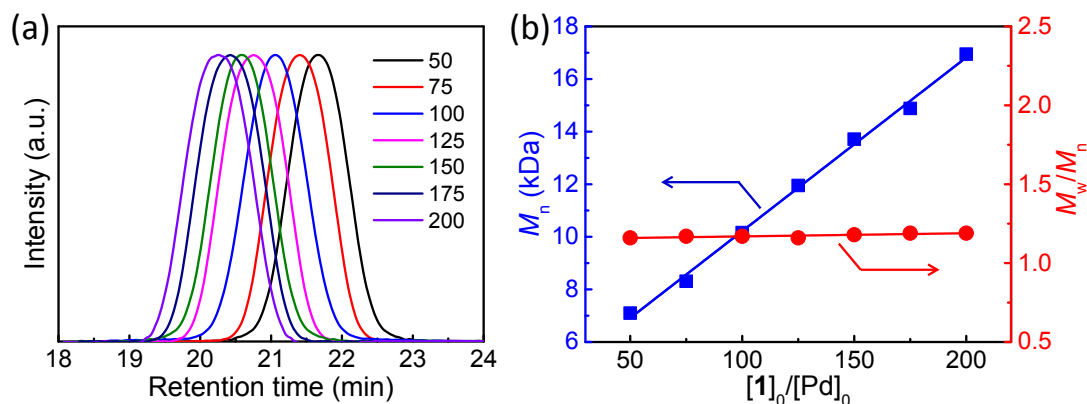 (a)
Intensity (a.u.)
50
75
100
125
150
175
200
18 19 20 21 22 23 24
Retention time (min)
(b)
Mn (kDa)
18
16
14
12
10
8
6
2.5
2.0
1.5
1.0
0.5
Mw/Mn
50 100 150 200
[1]0/[Pd]0